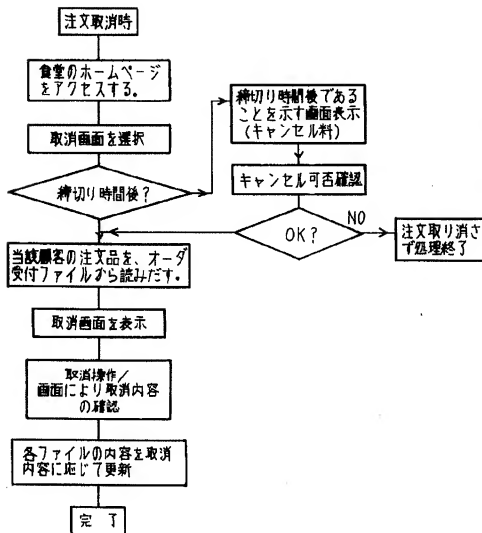 注文取消時
食堂のホームページ
をアクセスする。
取消画面を選択
締切り時間後?
締切り時間後である
ことを示す画面表示
(キャンセル料)
キャンセル可否確認
OK?
NO
注文取り消さ
ず処理終了
当該顧客の注文品を、オーダ
受付ファイルから読みだす。
取消画面を表示
取消操作/
画面により取消内容
の確認
各ファイルの内容を取消
内容に応じて更新
完 了